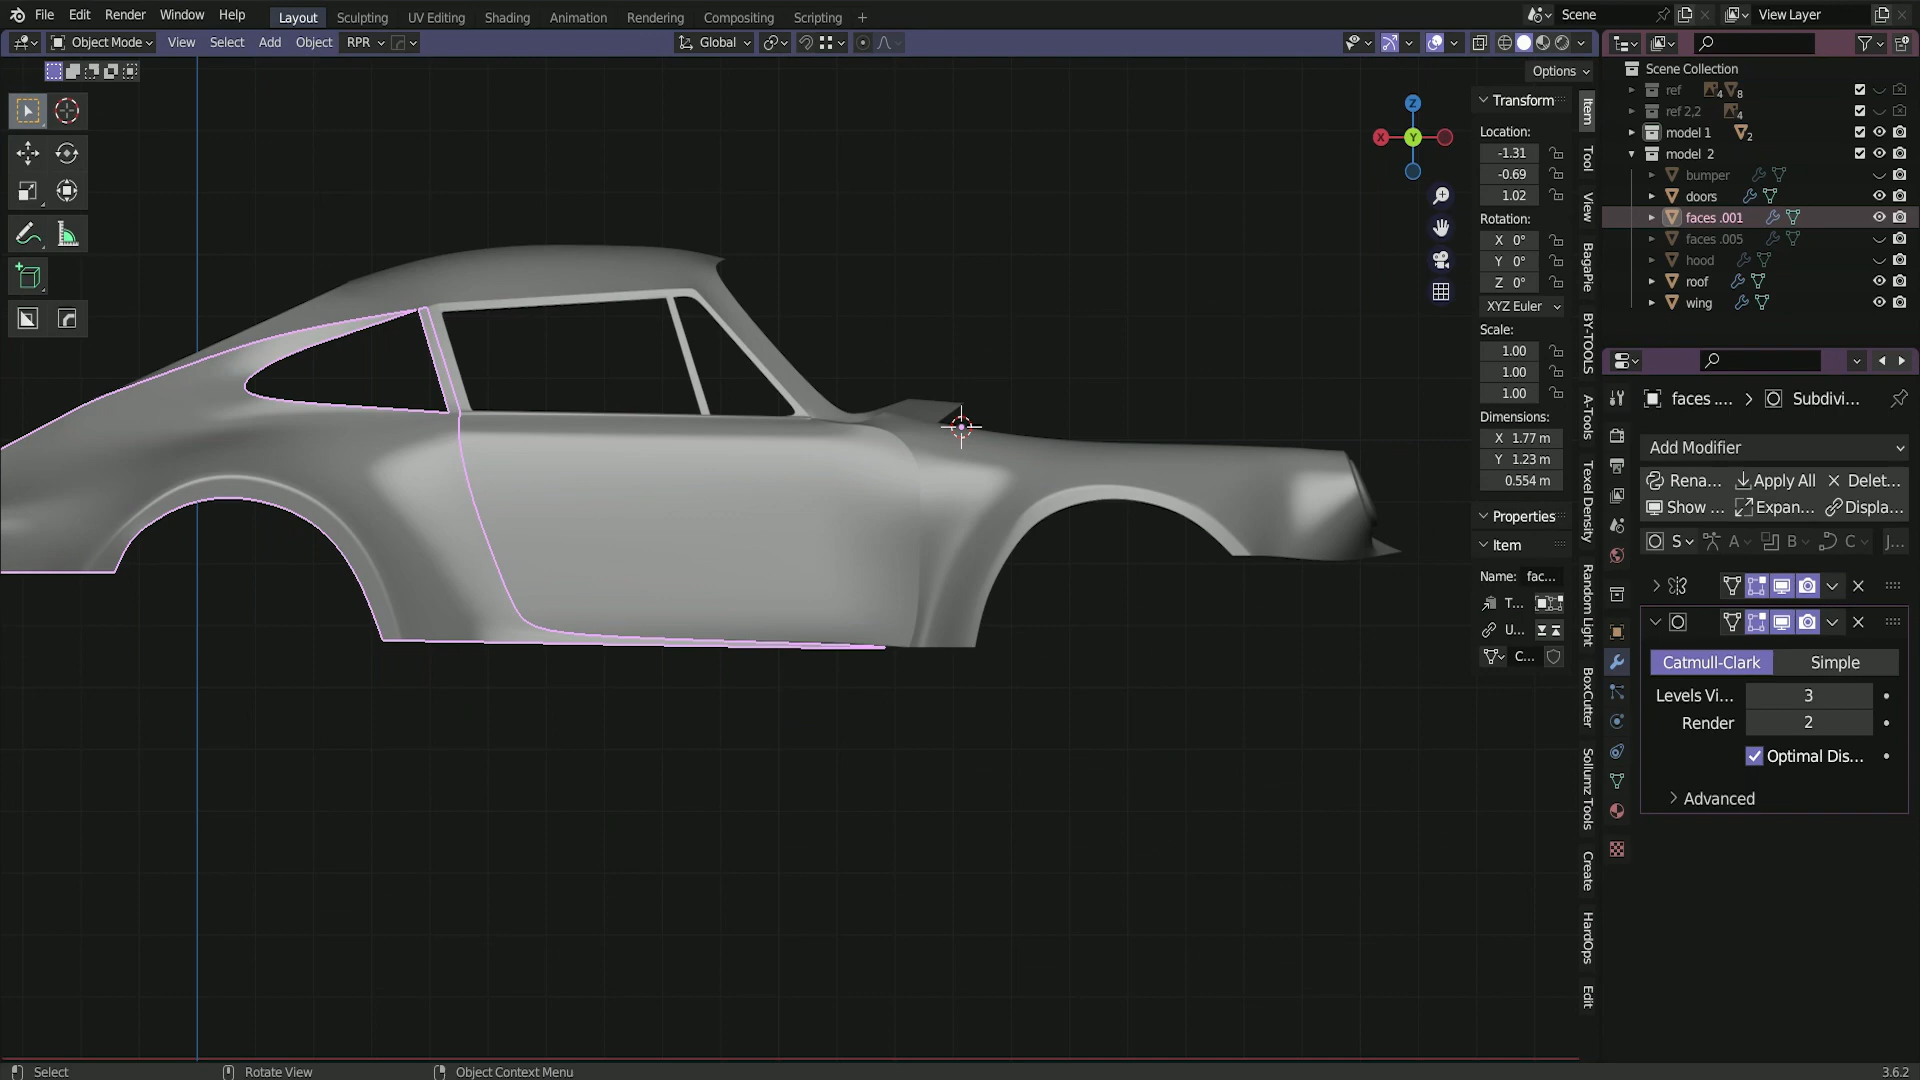 File Edit Render Window Help Layout Sculpting UV Editing Shading Animation Rendering Compositing Scripting + Scene View Layer
Object Mode View Select Add Object RPR Global
Options
Scene Collection
ref 4 8
ref 2,2 4
model 1 2
model 2
bumper
doors
faces .001
faces .005
hood
roof
wing
Z
X Y
Transform
Location:
-1.31
-0.69
1.02
Rotation:
X 0°
Y 0°
Z 0°
XYZ Euler
Scale:
1.00
1.00
1.00
Dimensions:
X 1.77 m
Y 1.23 m
0.554 m
Properties
Item
Name: fac...
T...
U...
C...
Item
Tool
View
BagaPie
BY-TOOLS
A-Tools
Texel Density
Random Light
BoxCutter
Sollumz Tools
Create
HardOps
Edit
faces .... Subdivi...
Add Modifier
Rena... Apply All Delet...
Show ... Expan... Displa...
S A B C J...
Catmull-Clark Simple
Levels Vi... 3
Render 2
Optimal Dis...
Advanced
Select Rotate View Object Context Menu 3.6.2